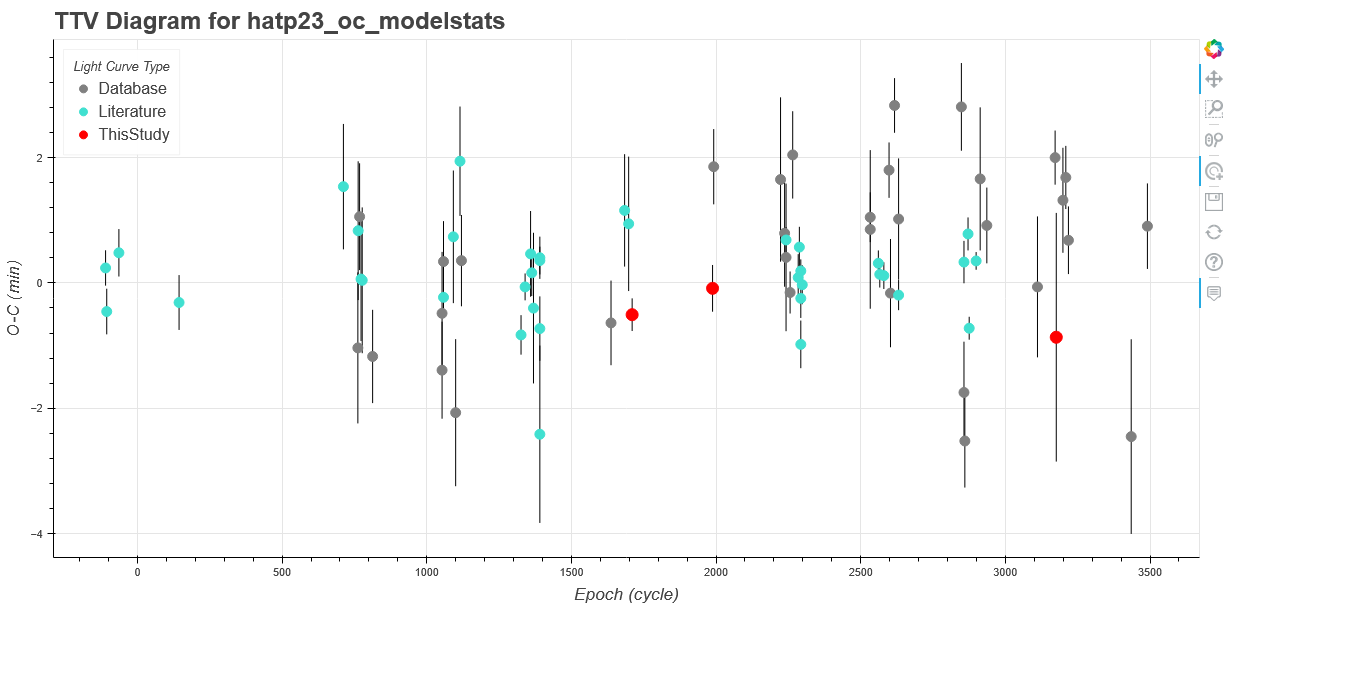 TTV Diagram for hatp23_oc_modelstats
Light Curve Type
Database
Literature
ThisStudy
2
0
−2
−4
O-C (min)
0 500 1000 1500 2000 2500 3000 3500
Epoch (cycle)